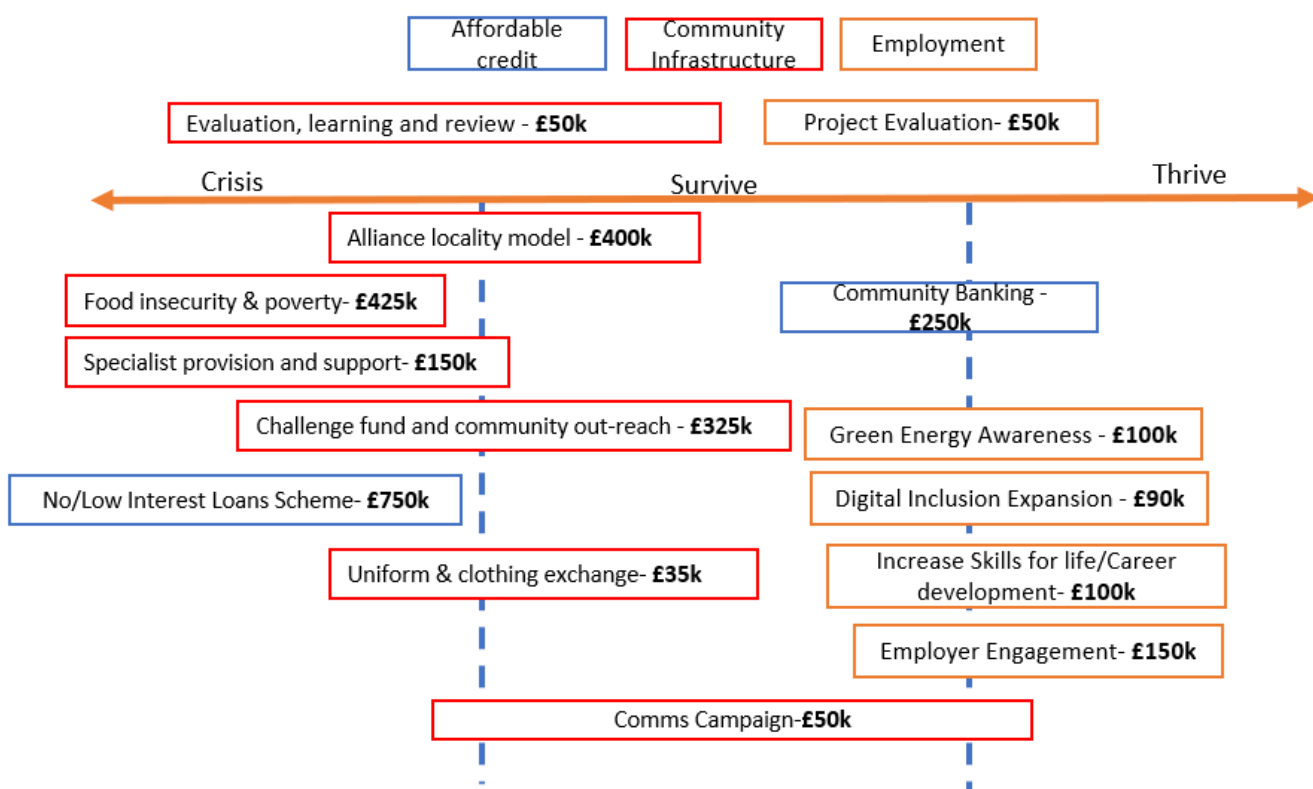 Affordable
credit
Community
Infrastructure
Employment
Evaluation, learning and review - £50k
Project Evaluation- £50k
Crisis
Survive
Thrive
Alliance locality model - £400k
Food insecurity & poverty- £425k
Community Banking -
£250k
Specialist provision and support- £150k
Challenge fund and community out-reach - £325k
Green Energy Awareness - £100k
No/Low Interest Loans Scheme- £750k
Digital Inclusion Expansion - £90k
Uniform & clothing exchange- £35k
Increase Skills for life/Career
development- £100k
Employer Engagement- £150k
Comms Campaign-£50k